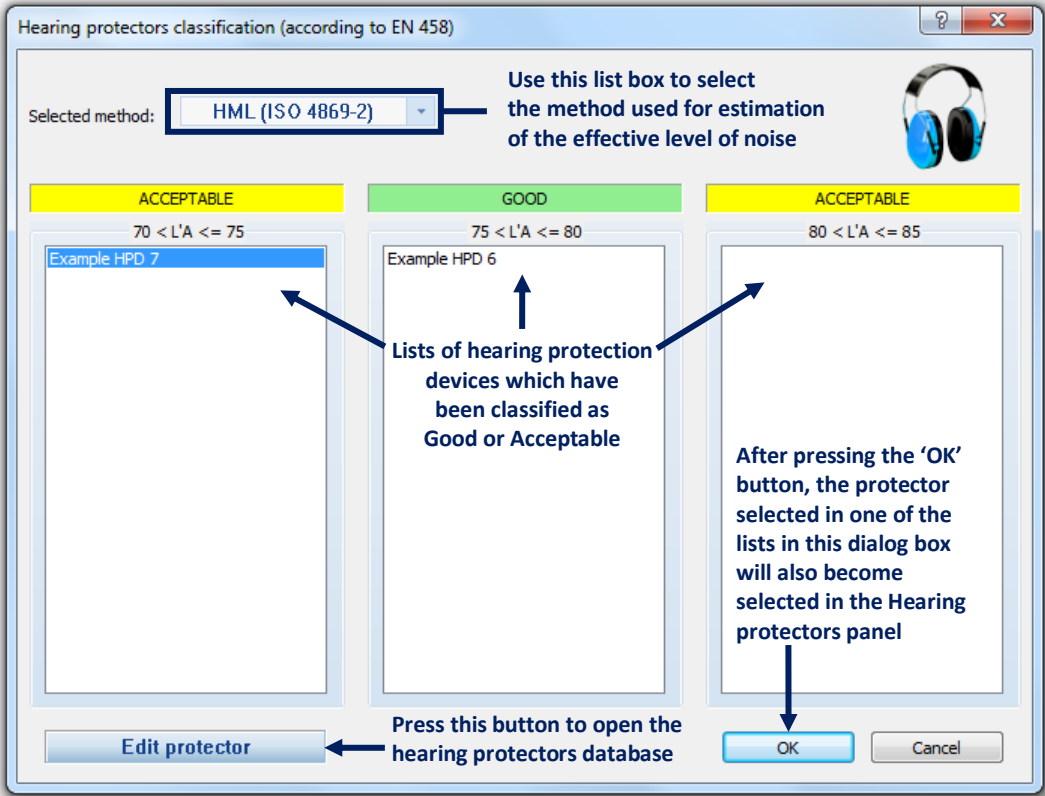 Hearing protectors classification (according to EN 458)
Selected method:
HML (ISO 4869-2)
Use this list box to select
the method used for estimation
of the effective level of noise
ACCEPTABLE
GOOD
ACCEPTABLE
70 < L'A <= 75
75 < L'A <= 80
80 < L'A <= 85
Example HPD 7
Example HPD 6
Lists of hearing protection
devices which have
been classified as
Good or Acceptable
After pressing the ‘OK’
button, the protector
selected in one of the
lists in this dialog box
will also become
selected in the Hearing
protectors panel
Edit protector
Press this button to open the
hearing protectors database
OK
Cancel